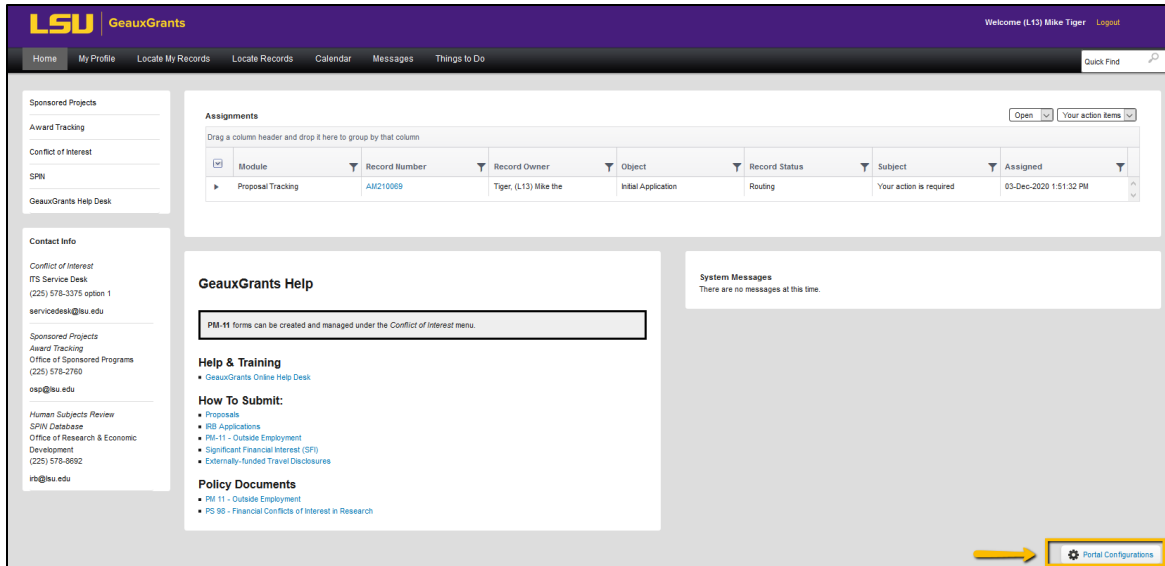 LSU GeauxGrants
Welcome (L13) Mike Tiger Logout
Home My Profile Locate My Records Locate Records Calendar Messages Things to Do
Quick Find
Sponsored Projects
Award Tracking
Conflict of Interest
SPIN
GeauxGrants Help Desk
Contact Info
Conflict of Interest
ITS Service Desk
(225) 578-3375 option 1
servicedesk@lsu.edu
Sponsored Projects
Award Tracking
Office of Sponsored Programs
(225) 578-2760
osp@lsu.edu
Human Subjects Review
SPIN Database
Office of Research & Economic
Development
(225) 578-8692
irb@lsu.edu
Assignments
Open Your action items
Drag a column header and drop it here to group by that column
Module Record Number Record Owner Object Record Status Subject Assigned
Proposal Tracking AM210069 Tiger, (L13) Mike the Initial Application Routing Your action is required 03-Dec-2020 1:51:32 PM
GeauxGrants Help
PM-11 forms can be created and managed under the Conflict of Interest menu.
Help & Training
GeauxGrants Online Help Desk
How To Submit:
Proposals
IRB Applications
PM-11 - Outside Employment
Significant Financial Interest (SFI)
Externally-funded Travel Disclosures
Policy Documents
PM 11 - Outside Employment
PS 98 - Financial Conflicts of Interest in Research
System Messages
There are no messages at this time.
Portal Configurations